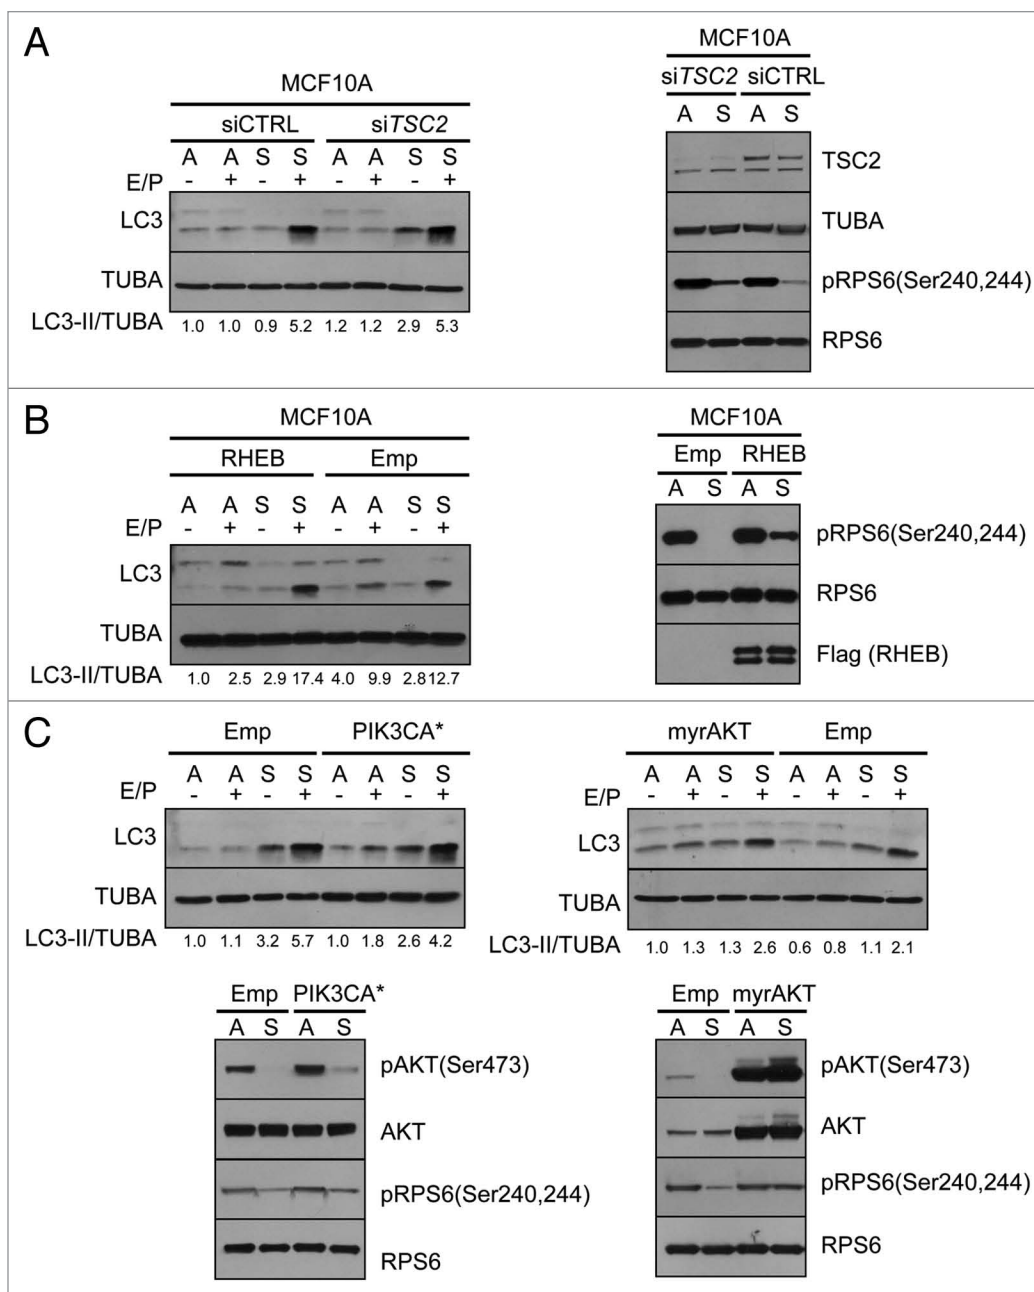 A
MCF10A
siCTRL siTSC2
A A S S A A S S
E/P - + - + - + - +
LC3
TUBA
LC3-II/TUBA 1.0 1.0 0.9 5.2 1.2 1.2 2.9 5.3
MCF10A
siTSC2 siCTRL
A S A S
TSC2
TUBA
pRPS6(Ser240,244)
RPS6
B
MCF10A
RHEB Emp
A A S S A A S S
E/P - + - + - + - +
LC3
TUBA
LC3-II/TUBA 1.0 2.5 2.9 17.4 4.0 9.9 2.8 12.7
MCF10A
Emp RHEB
A S A S
pRPS6(Ser240,244)
RPS6
Flag (RHEB)
C
Emp PIK3CA*
A A S S A A S S
E/P - + - + - + - +
LC3
TUBA
LC3-II/TUBA 1.0 1.1 3.2 5.7 1.0 1.8 2.6 4.2
myrAKT Emp
A A S S A A S S
E/P - + - + - + - +
LC3
TUBA
LC3-II/TUBA 1.0 1.3 1.3 2.6 0.6 0.8 1.1 2.1
Emp PIK3CA*
A S A S
pAKT(Ser473)
AKT
pRPS6(Ser240,244)
RPS6
Emp myrAKT
A S A S
pAKT(Ser473)
AKT
pRPS6(Ser240,244)
RPS6